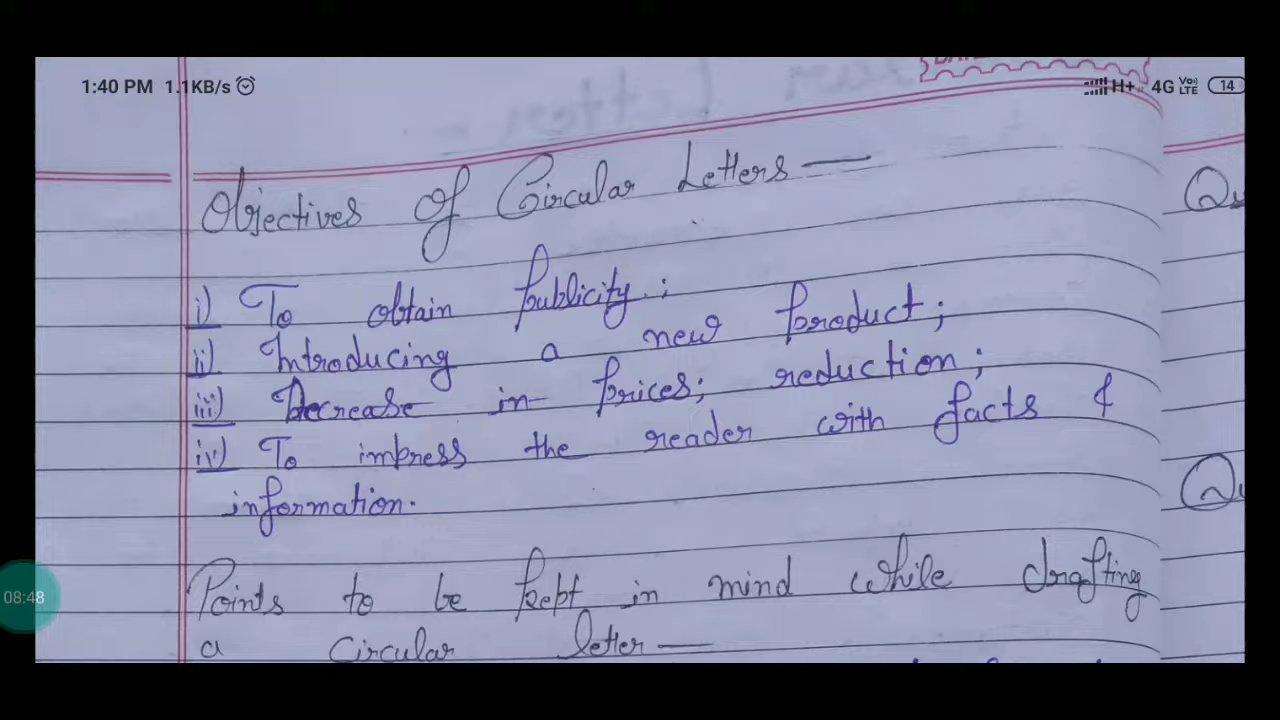 1:40 PM 1.1KB/s H+ 4G VoLTE 14
Objectives of Circular Letters —
i) To obtain publicity.;
ii) Introducing a new product;
iii) Decrease in prices; reduction;
iv) To impress the reader with facts &
information.
08:48
Points to be kept in mind while drafting
a circular letter —